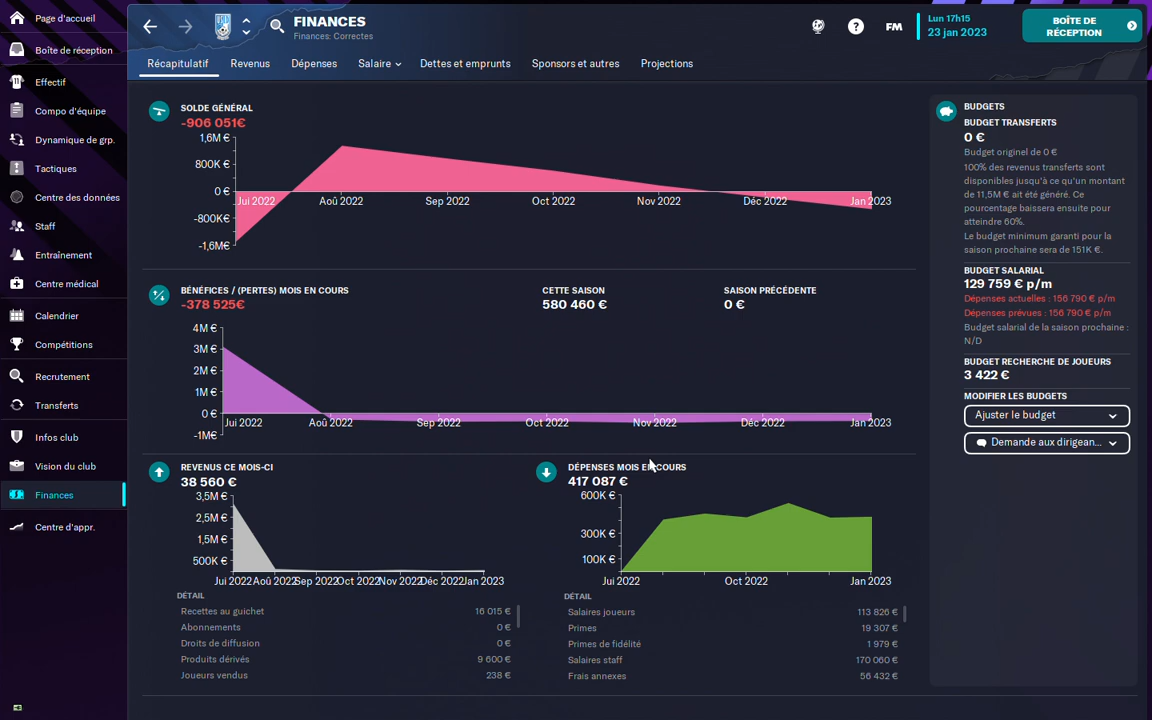 Page d'accueil
Boîte de réception
Effectif
Compo d'équipe
Dynamique de grp.
Tactiques
Centre des données
Staff
Entraînement
Centre médical
Calendrier
Compétitions
Recrutement
Transferts
Infos club
Vision du club
Finances
Centre d'appr.
FINANCES
Finances: Correctes
FM
Lun 17h15
23 jan 2023
BOÎTE DE
RÉCEPTION
Récapitulatif Revenus Dépenses Salaire Dettes et emprunts Sponsors et autres Projections
SOLDE GÉNÉRAL
-906 051€
1,6M €
800K €
0 €
-800K€
-1,6M€
Jul 2022 Aoû 2022 Sep 2022 Oct 2022 Nov 2022 Déc 2022 Jan 2023
BÉNÉFICES / (PERTES) MOIS EN COURS
-378 525€
CETTE SAISON
580 460 €
SAISON PRÉCÉDENTE
0 €
4M €
3M €
2M €
1M €
0 €
-1M€
Jul 2022 Aoû 2022 Sep 2022 Oct 2022 Nov 2022 Déc 2022 Jan 2023
REVENUS CE MOIS-CI
38 560 €
3,5M €
2,5M €
1,5M €
500K €
Jul 2022 Aoû 2022 Sep 2022 Oct 2022 Nov 2022 Déc 2022 Jan 2023
DÉTAIL
Recettes au guichet 16 015 €
Abonnements 0 €
Droits de diffusion 0 €
Produits dérivés 9 600 €
Joueurs vendus 238 €
DÉPENSES MOIS EN COURS
417 087 €
600K €
300K €
100K €
Jul 2022 Oct 2022 Jan 2023
DÉTAIL
Salaires joueurs 113 826 €
Primes 19 307 €
Primes de fidélité 1 979 €
Salaires staff 170 060 €
Frais annexes 56 432 €
BUDGETS
BUDGET TRANSFERTS
0 €
Budget originel de 0 €
100% des revenus transferts sont
disponibles jusqu'à ce qu'un montant
de 11,5M € ait été généré. Ce
pourcentage baissera ensuite pour
atteindre 60%.
Le budget minimum garanti pour la
saison prochaine sera de 151K €.
BUDGET SALARIAL
129 759 € p/m
Dépenses actuelles : 156 790 € p/m
Dépenses prévues : 156 790 € p/m
Budget salarial de la saison prochaine :
N/D
BUDGET RECHERCHE DE JOUEURS
3 422 €
MODIFIER LES BUDGETS
Ajuster le budget
Demande aux dirigean...